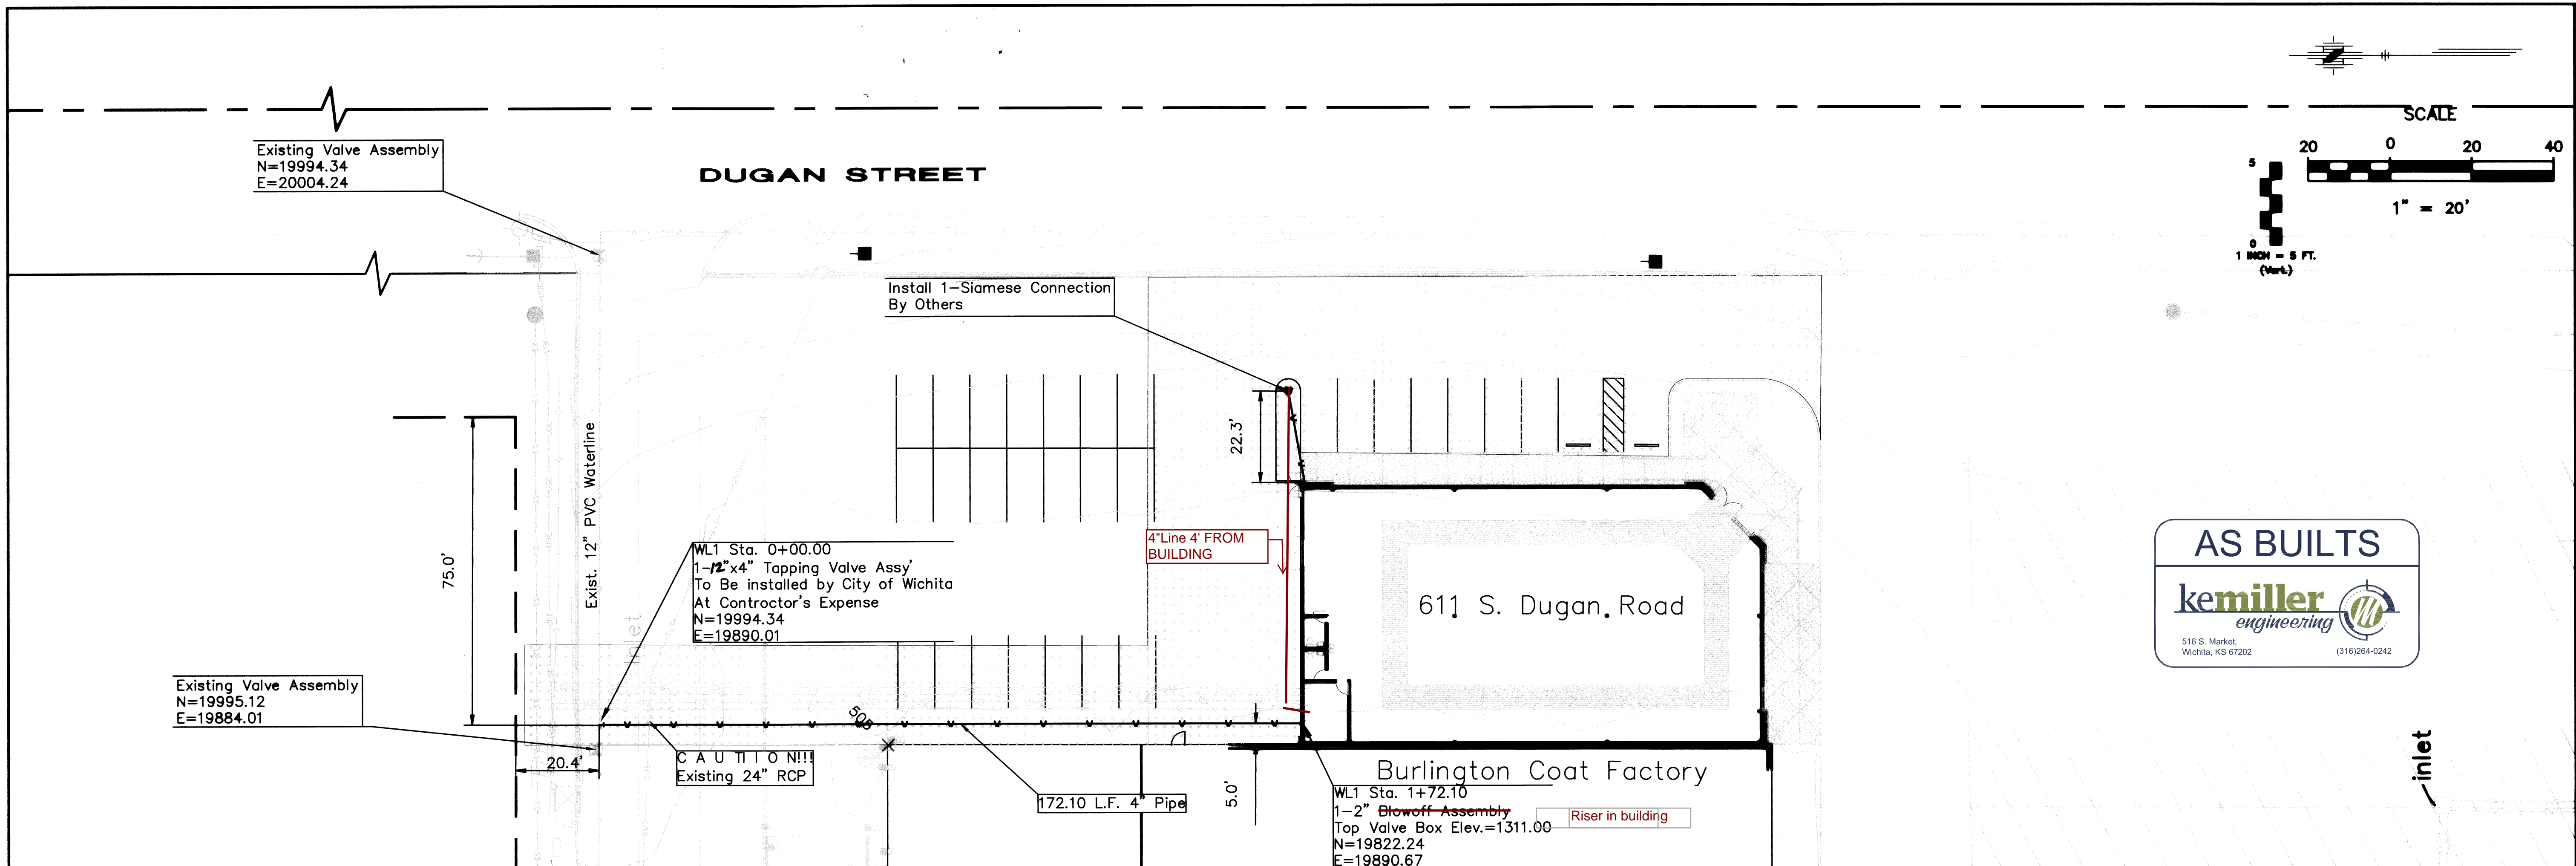 SCALE
20 0 20 40
1" = 20'
5
0
1 INCH = 5 FT.
(Vert.)
Existing Valve Assembly
N=19994.34
E=20004.24
DUGAN STREET
Install 1-Siamese Connection
By Others
22.3'
75.0'
Exist. 12" PVC Waterline
inlet
WL1 Sta. 0+00.00
1-12"x4" Tapping Valve Assy'
To Be installed by City of Wichita
At Controctor's Expense
N=19994.34
E=19890.01
4"Line 4' FROM
BUILDING
611 S. Dugan Road
AS BUILTS
kemiller
engineering
516 S. Market,
Wichita, KS 67202
(316)264-0242
Existing Valve Assembly
N=19995.12
E=19884.01
20.4'
C A U T I O N!!!
Existing 24" RCP
505
172.10 L.F. 4" Pipe
5.0'
Burlington Coat Factory
WL1 Sta. 1+72.10
1-2" Blowoff Assembly
Riser in building
Top Valve Box Elev.=1311.00
N=19822.24
E=19890.67
inlet